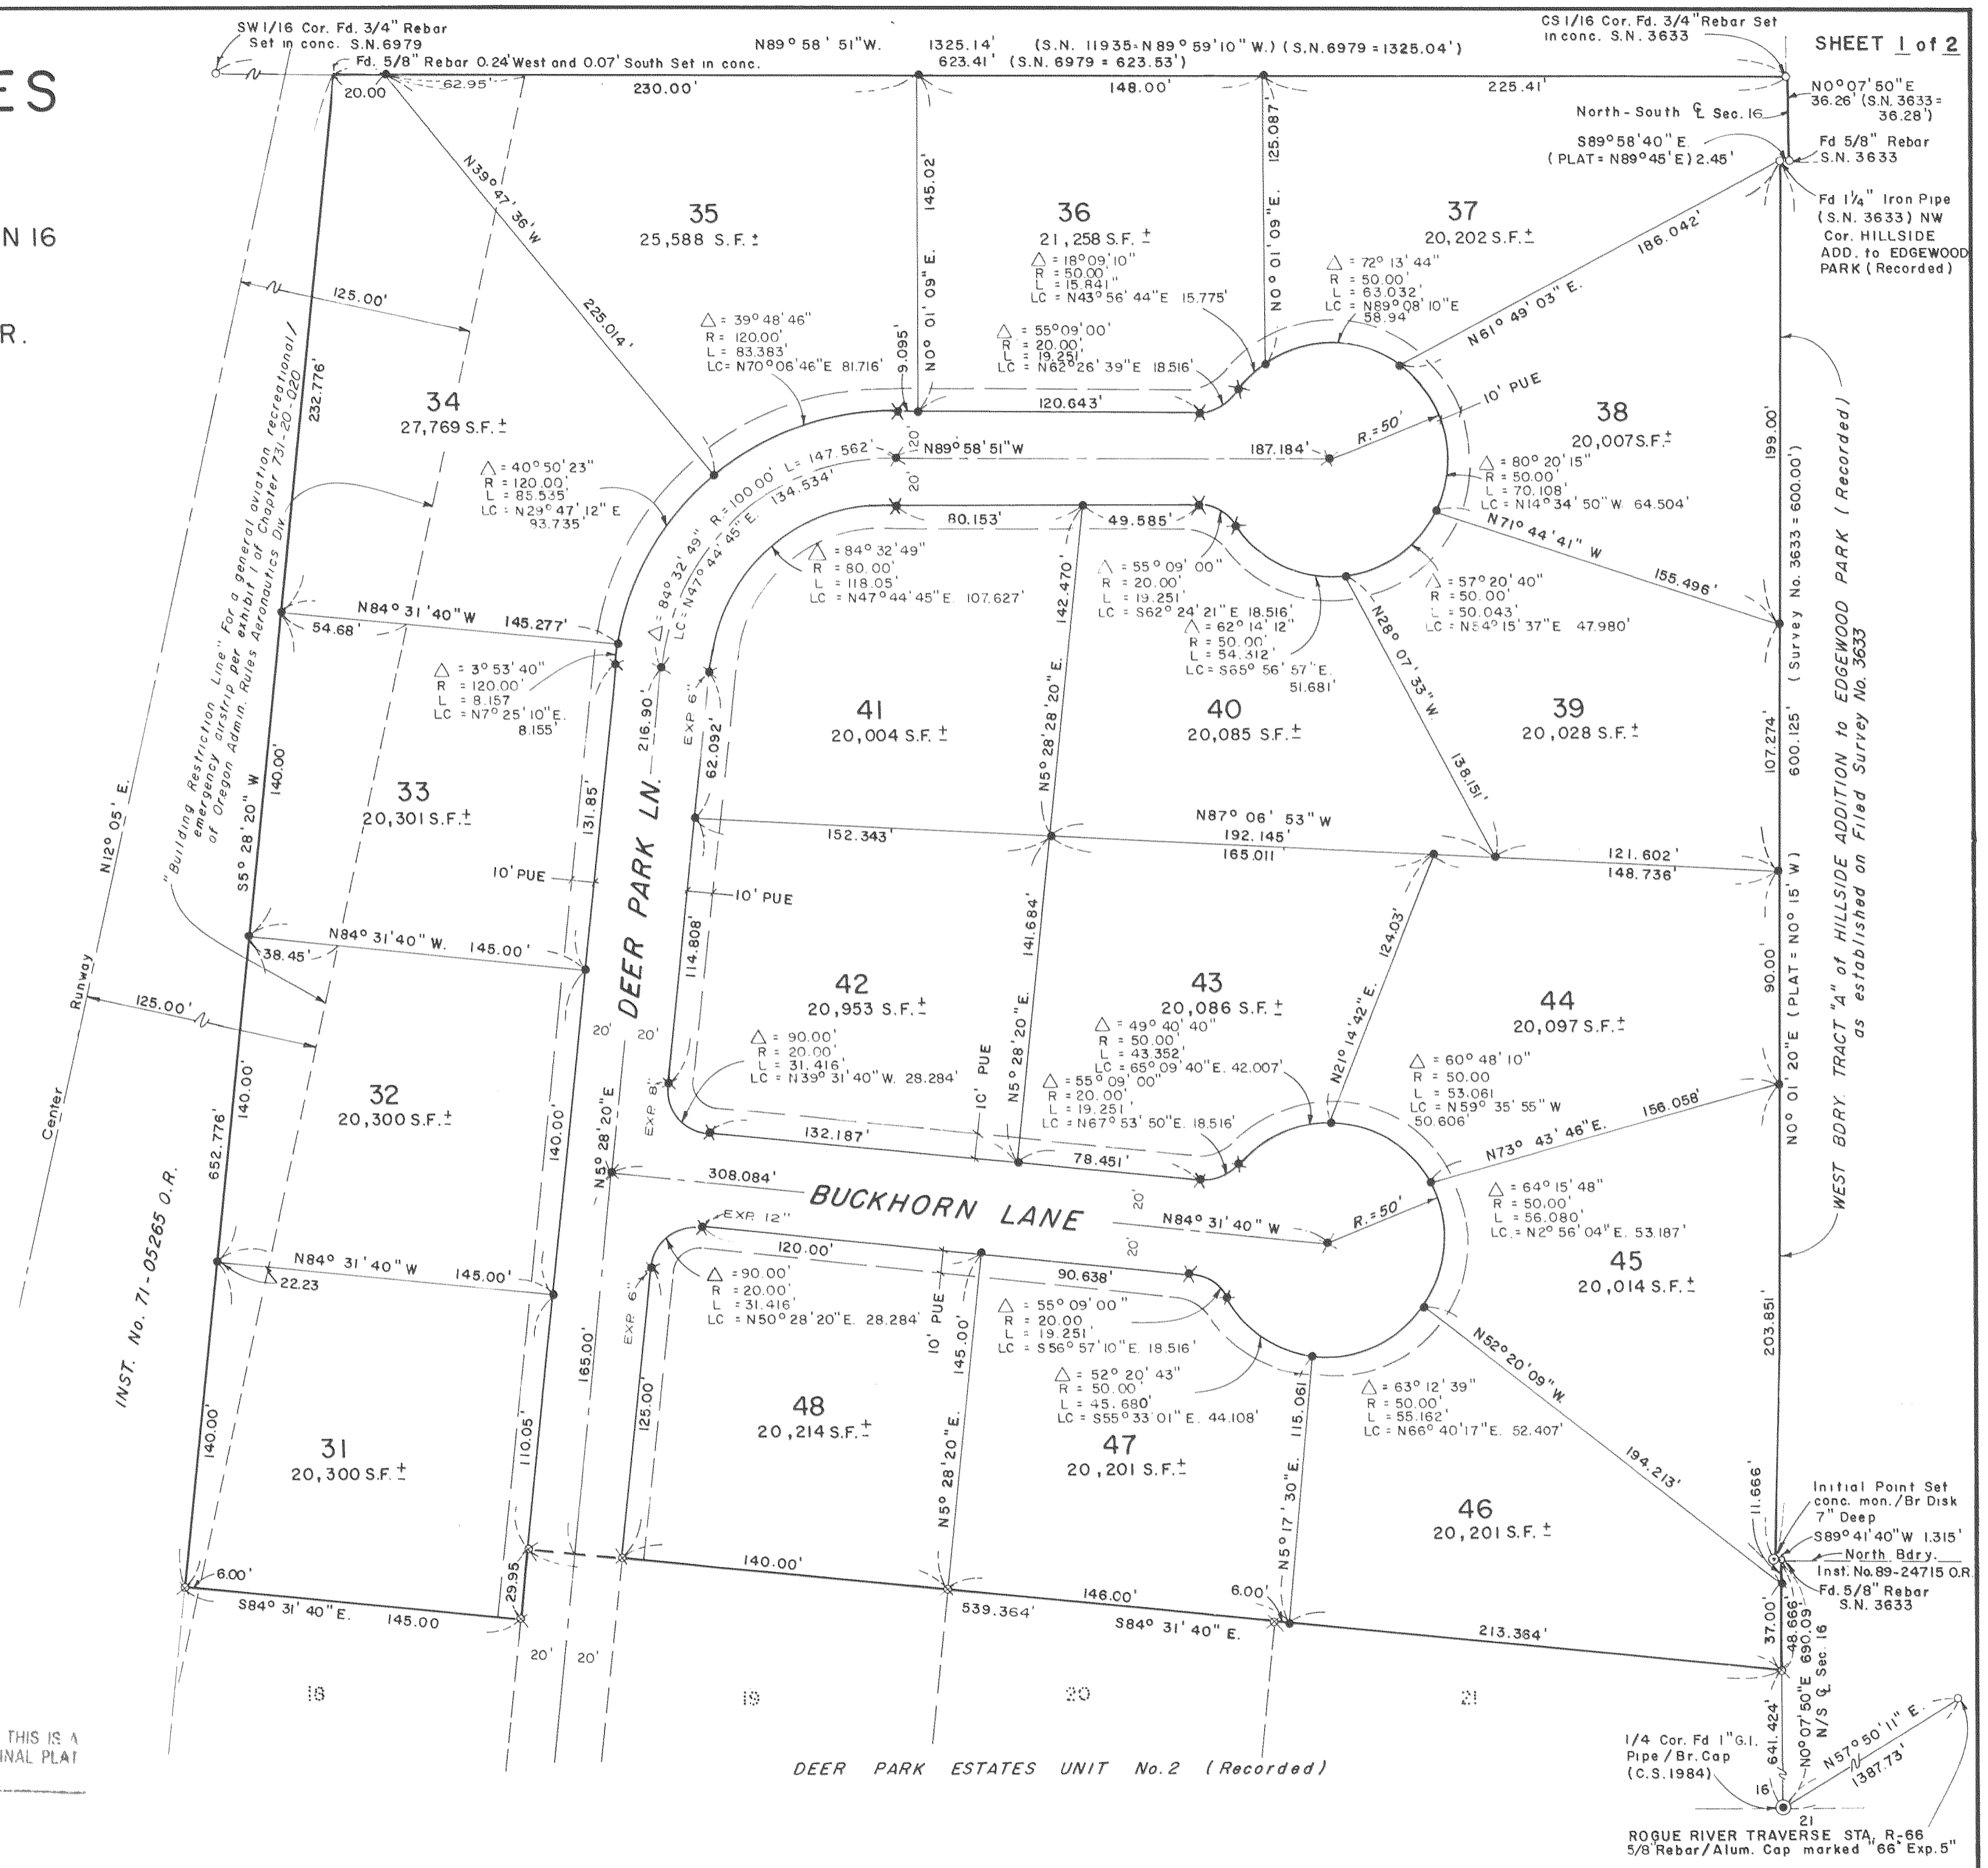 SW 1/16 Cor. Fd. 3/4" Rebar
Set in conc. S.N.6979
Fd. 5/8" Rebar 0.24' West and 0.07' South Set in conc.
N89° 58' 51"W. 1325.14' (S.N. 11935=N89° 59'10" W.) (S.N.6979 = 1325.04')
623.41' (S.N. 6979 = 623.53')
CS 1/16 Cor. Fd. 3/4" Rebar Set
in conc. S.N. 3633
SHEET 1 of 2
20.00
62.95'
230.00'
148.00'
225.41'
N0° 07' 50"E
36.26' (S.N. 3633=
36.28')
North-South ℄ Sec. 16
S89° 58' 40" E.
(PLAT = N89° 45' E) 2.45'
Fd 5/8" Rebar
S.N. 3633
Fd 1 1/4" Iron Pipe
(S.N. 3633) NW
Cor. HILLSIDE
ADD. to EDGEWOOD
PARK (Recorded)
ES
N 16
R.
N39° 47' 36" W
225.014'
145.02'
N0° 01' 09" E.
125.087'
N0° 01' 09" E.
35
25,588 S.F. ±
36
21,258 S.F. ±
△ = 18° 09' 10"
R = 50.00'
L = 15.841"
LC = N43° 56' 44"E 15.775'
37
20,202 S.F. ±
△ = 72° 13' 44"
R = 50.00'
L = 63.032'
LC = N89° 08' 10"E
58.94'
186.042'
N61° 49' 03" E.
125.00'
△ = 39° 48' 46"
R = 120.00'
L = 83.383'
LC = N70° 06' 46"E 81.716'
9.095'
△ = 55° 09' 00"
R = 20.00'
L = 19.251'
LC = N62° 26' 39"E 18.516'
120.643'
10' PUE
232.776'
34
27,769 S.F. ±
△ = 40° 50' 23"
R = 120.00'
L = 85.535'
LC = N29° 47' 12" E
93.735'
△ = 84° 32' 49" R = 100.00' L = 147.562'
LC = N47° 44' 45" E. 134.534'
20'
N89° 58' 51"W
187.184'
20'
R.=50'
38
20,007 S.F. ±
△ = 80° 20' 15"
R = 50.00'
L = 70.108'
LC = N14° 34' 50" W. 64.504'
199.00'
80.153'
49.585'
△ = 84° 32' 49"
R = 80.00'
L = 118.05'
LC = N47° 44' 45"E. 107.627'
142.470'
N5° 28' 20" E.
△ = 55° 09' 00"
R = 20.00'
L = 19.251'
LC = S62° 24' 21"E 18.516'
△ = 62° 14' 12"
R = 50.00'
L = 54.312'
LC = S65° 56' 57" E.
51.681'
N71° 44' 41" W
155.496'
△ = 57° 20' 40"
R = 50.00'
L = 50.043'
LC = N54° 15' 37"E 47.980'
N28° 07' 33" W.
138.151'
"Building Restriction Line" For a general aviation recreational/
emergency airstrip per exhibit 1 of Chapter 731-20-020
of Oregon Admin. Rules Aeronautics Div.
N84° 31' 40" W 145.277'
54.68'
△ = 3° 53' 40"
R = 120.00'
L = 8.157
LC = N7° 25' 10"E.
8.155'
EXP. 6"
216.90'
62.092'
41
20,004 S.F. ±
40
20,085 S.F. ±
39
20,028 S.F. ±
107.274'
600.125' (Survey No. 3633 = 600.00')
WEST BDRY. TRACT "A" of HILLSIDE ADDITION to EDGEWOOD PARK (Recorded)
as established on Filed Survey No. 3633
N12° 05' E.
S5° 28' 20" W
140.00'
33
20,301 S.F. ±
131.85'
DEER PARK LN.
10' PUE
10' PUE
152.343'
N87° 06' 53" W
192.145'
165.011'
121.602'
148.736'
N84° 31' 40" W. 145.00'
38.45'
114.808'
141.684'
N5° 28' 20" E.
124.03'
N21° 14' 42" E.
90.00'
N0° 01' 20" E (PLAT = N0° 15' W)
Runway
Center
125.00'
42
20,953 S.F. ±
△ = 90.00'
R = 20.00'
L = 31.416'
LC = N39° 31' 40" W. 28.284'
43
20,086 S.F. ±
△ = 49° 40' 40"
R = 50.00'
L = 43.352'
LC = 65° 09' 40"E. 42.007'
44
20,097 S.F. ±
△ = 60° 48' 10"
R = 50.00
L = 53.061
LC = N59° 35' 55" W
50.606'
20' 20'
10' PUE
△ = 55° 09' 00"
R = 20.00'
L = 19.251'
LC = N67° 53' 50"E. 18.516'
32
20,300 S.F. ±
140.00'
140.00'
652.776'
EXP. 8"
132.187'
78.451'
N73° 43' 46" E.
156.058'
N5° 28' 20" E
308.084'
BUCKHORN LANE
20'
20'
N84° 31' 40" W
R.=50'
△ = 64° 15' 48"
R = 50.00'
L = 56.080'
LC = N2° 56' 04" E. 53.187'
45
20,014 S.F. ±
INST. No. 71-05265 O.R.
N84° 31' 40" W 145.00'
22.23
EXP. 12"
120.00'
EXP. 6"
△ = 90.00'
R = 20.00'
L = 31.416'
LC = N50° 28' 20"E. 28.284'
10' PUE
145.00'
N5° 28' 20" E.
90.638'
△ = 55° 09' 00"
R = 20.00
L = 19.251'
LC = S56° 57' 10"E. 18.516'
△ = 52° 20' 43"
R = 50.00'
L = 45.680'
LC = S55° 33' 01" E. 44.108'
△ = 63° 12' 39"
R = 50.00'
L = 55.162'
LC = N66° 40' 17"E. 52.407'
N52° 20' 09" W.
194.213'
203.851'
140.00'
31
20,300 S.F. ±
110.05'
165.00'
125.00'
48
20,214 S.F. ±
47
20,201 S.F. ±
115.061'
N5° 17' 30" E.
46
20,201 S.F. ±
11.666'
Initial Point Set
conc. mon./Br Disk
7" Deep
S89° 41' 40"W 1.315'
North Bdry.
Inst. No. 89-24715 O.R.
Fd. 5/8" Rebar
S.N. 3633
6.00'
S84° 31' 40" E. 145.00
29.95
140.00'
146.00'
539.364'
S84° 31' 40" E.
6.00'
213.364'
37.00'
48.666'
N0° 07' 50"E 690.09
N/S ℄ Sec. 16
20' 20'
18
19
20
21
641.424'
N57° 50' 11" E.
1387.73'
THIS IS A
INAL PLAT
DEER PARK ESTATES UNIT No. 2 (Recorded)
1/4 Cor. Fd 1" G.I.
Pipe / Br. Cap
(C.S. 1984)
16
21
ROGUE RIVER TRAVERSE STA. R-66
5/8" Rebar/Alum. Cap marked "66" Exp. 5"